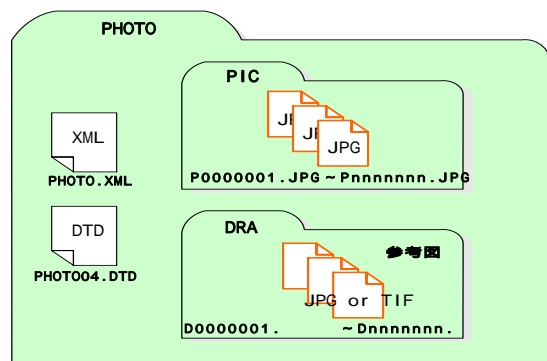 PHOTO
PIC
JPG
P0000001.JPG~Pnnnnnnn.JPG
XML
PHOTO.XML
DTD
PHOTO04.DTD
DRA
参考図
JPG or TIF
D0000001. ~Dnnnnnnn.